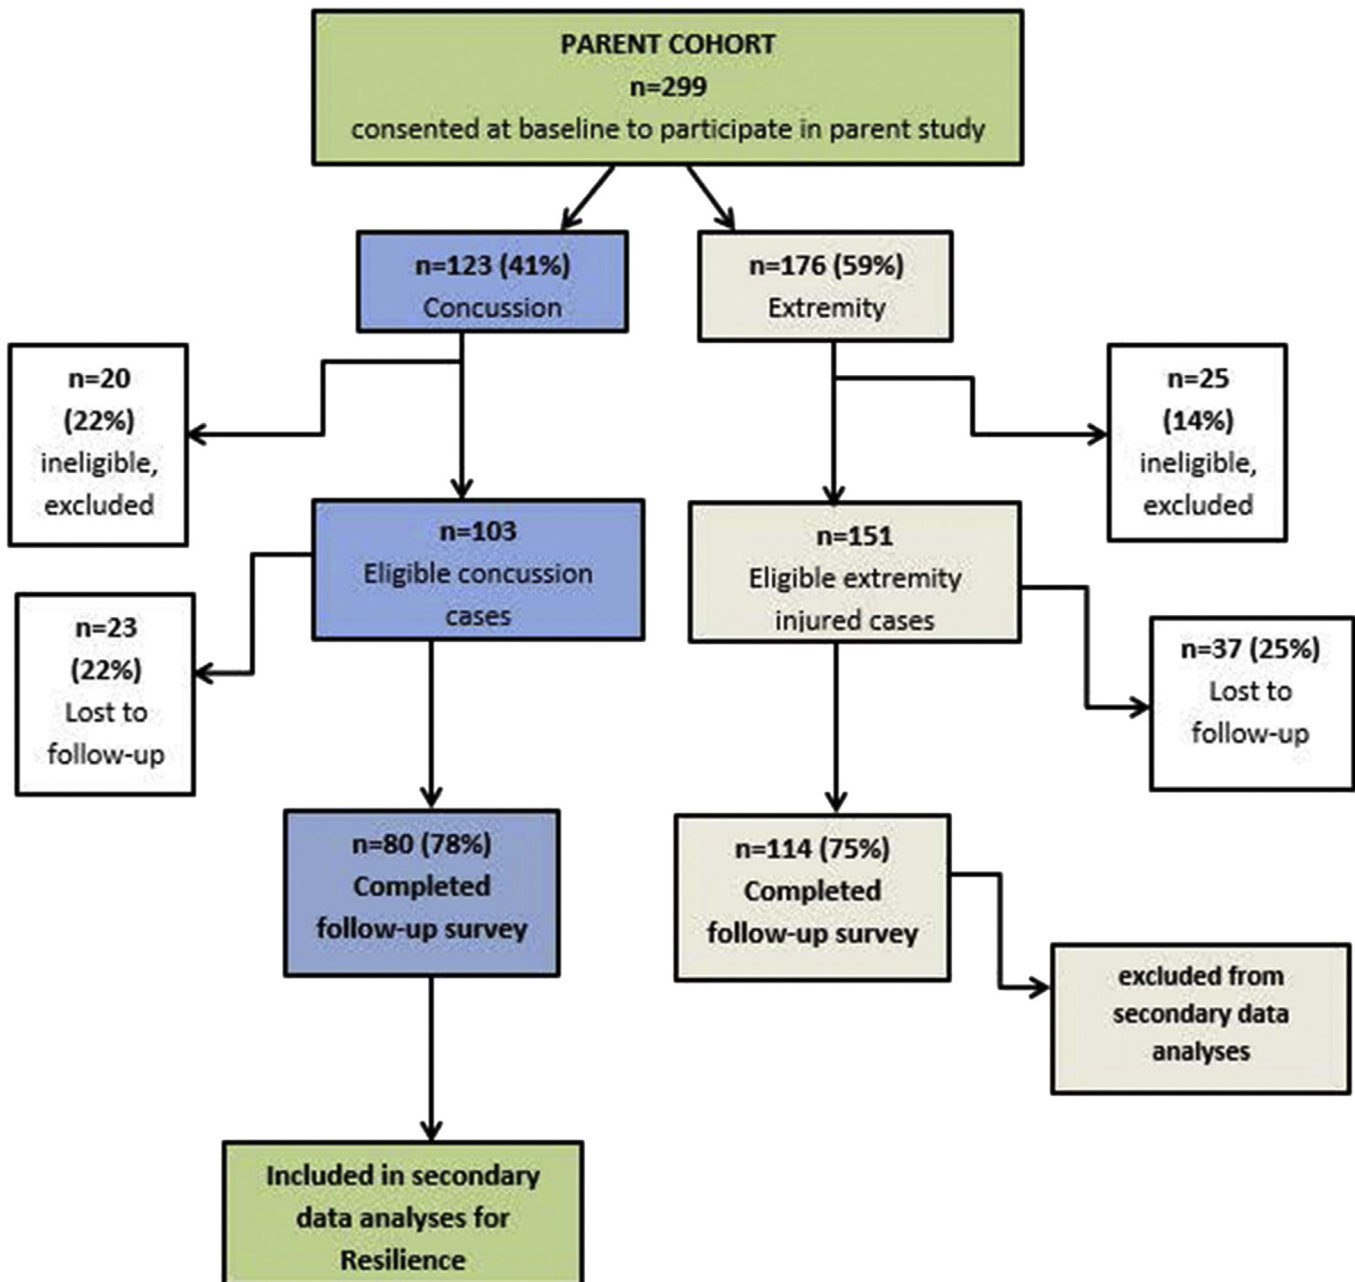 PARENT COHORT
n=299
consented at baseline to participate in parent study
n=123 (41%)
Concussion
n=176 (59%)
Extremity
n=20
(22%)
ineligible,
excluded
n=25
(14%)
ineligible,
excluded
n=103
Eligible concussion
cases
n=151
Eligible extremity
injured cases
n=23
(22%)
Lost to
follow-up
n=37 (25%)
Lost to
follow-up
n=80 (78%)
Completed
follow-up survey
n=114 (75%)
Completed
follow-up survey
excluded from
secondary data
analyses
Included in secondary
data analyses for
Resilience